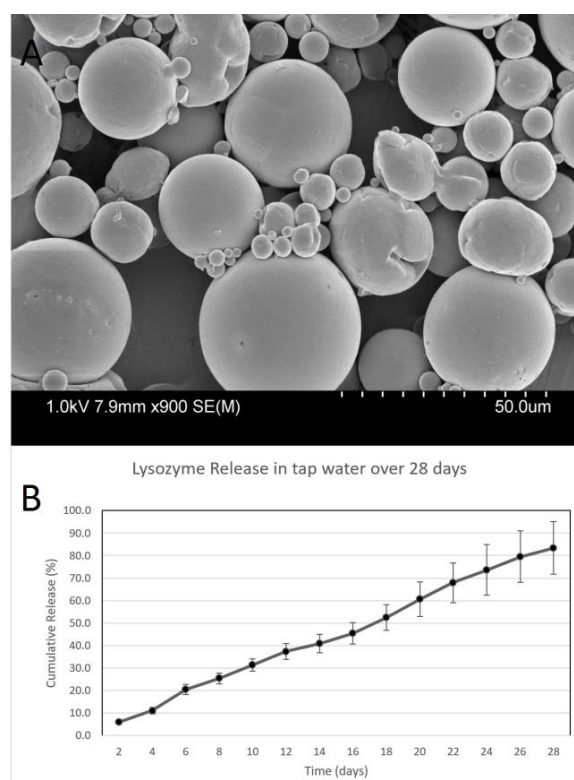 A
1.0kV 7.9mm x900 SE(M) 50.0um
Lysozyme Release in tap water over 28 days
B
100.0
90.0
80.0
70.0
60.0
50.0
40.0
30.0
20.0
10.0
0.0
Cumulative Release (%)
2 4 6 8 10 12 14 16 18 20 22 24 26 28
Time (days)